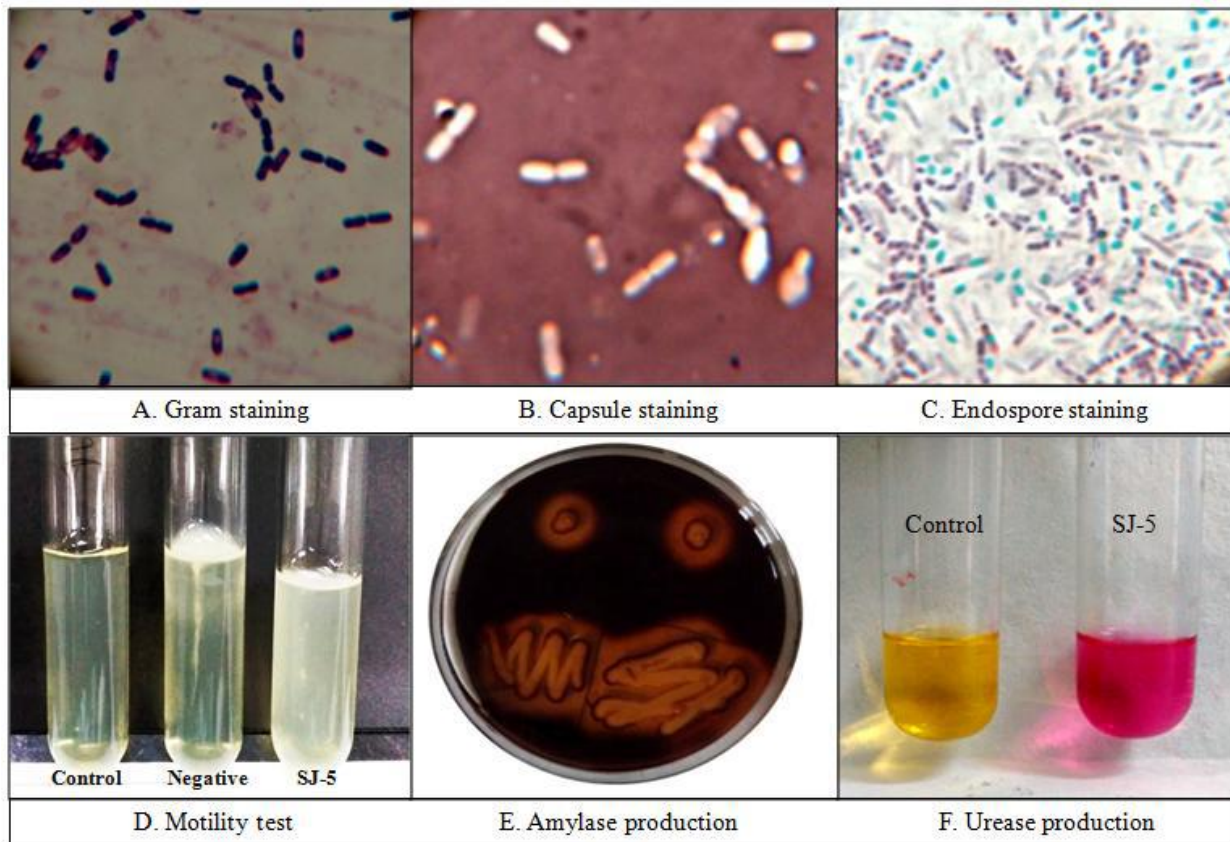 A. Gram staining
B. Capsule staining
C. Endospore staining
Control
Negative
SJ-5
Control
SJ-5
D. Motility test
E. Amylase production
F. Urease production